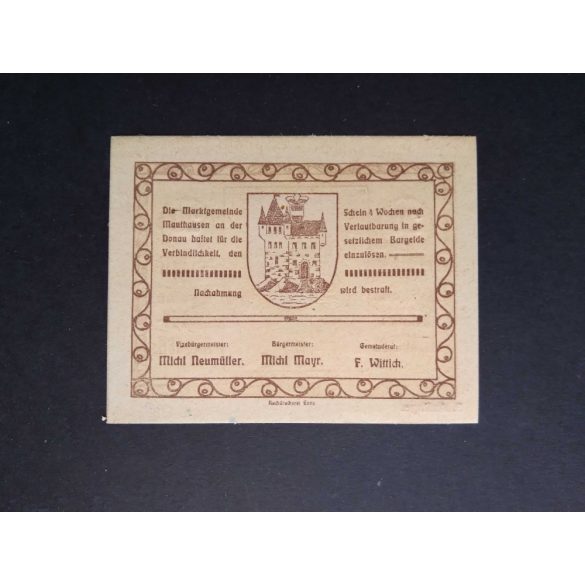 Die Marktgemeinde
Mauthausen an der
Donau haftet für die
Verbindlichkeit, den
Schein 4 Wochen nach
Verlautbarung in ge-
setzlichem Bargelde
einzulösen.
Nachahmung wird bestraft.
Vizebürgermeister: Bürgermeister: Gemeinderat:
Michl Neumüller. Michl Mayr. F. Wittich.
Enns